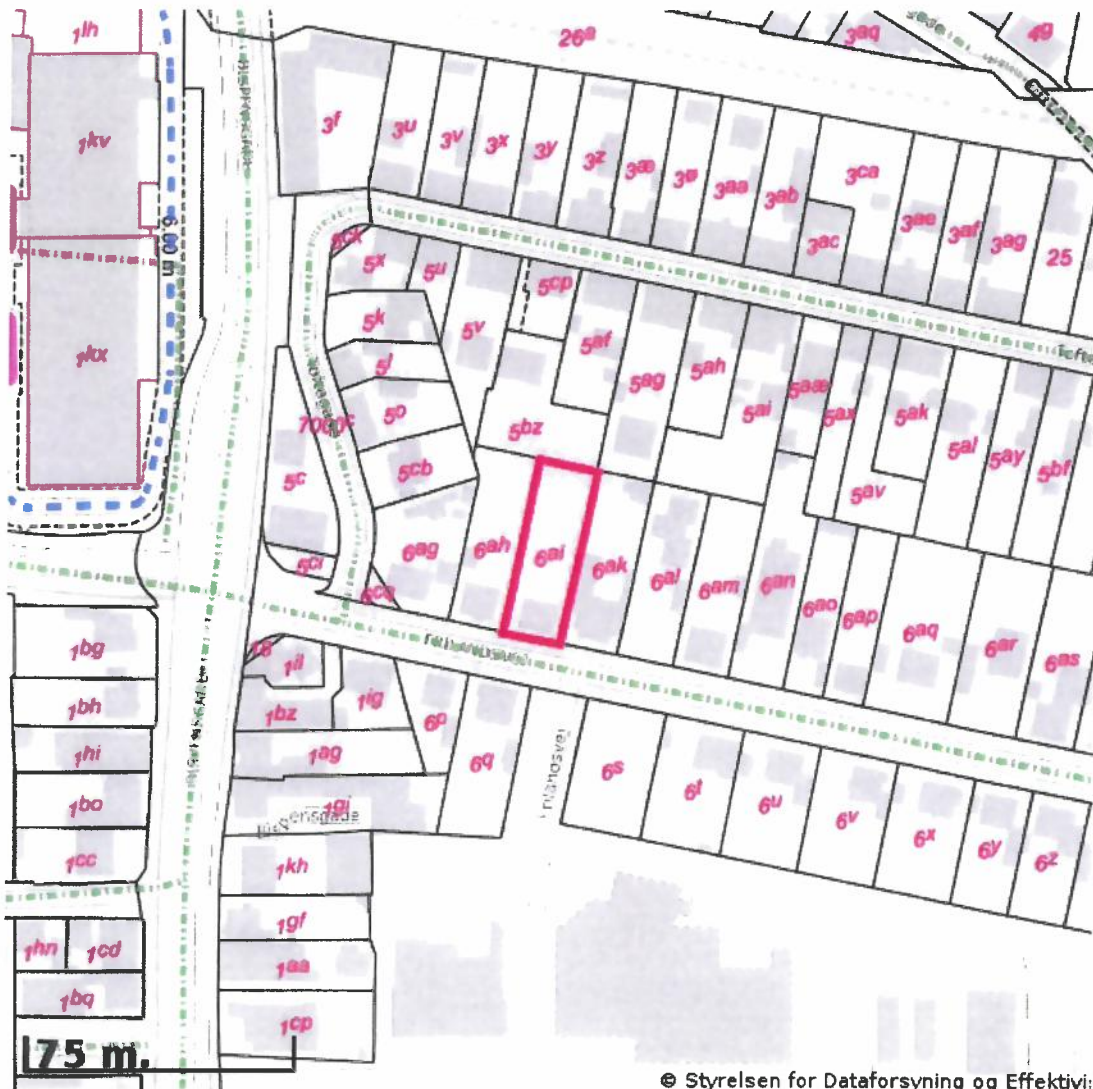 1lh
26a
3aq
4g
1kv
3f
3u
3v
3x
3y
3z
3æ
3ø
3aa
3ab
3ca
3ac
3ae
3af
3ag
25
6.00 m
5x
5u
5cp
5k
5v
5af
5ah
1kx
5l
5ag
5ai
5aæ
5ax
5ak
7000c
5o
5bz
5al
5ay
5bf
5c
5cb
5av
6ag
6ah
6ai
6ak
6al
6am
6an
6ao
6ap
6aq
6ar
6as
5ci
1bg
1il
1bz
1ig
6p
1bh
1hi
1ag
6q
6s
6t
6u
6v
6x
6y
6z
1bo
1cc
1kh
1gf
1hn
1cd
1aa
1bq
1cp
175 m.
© Styrelsen for Dataforsyning og Effektivi